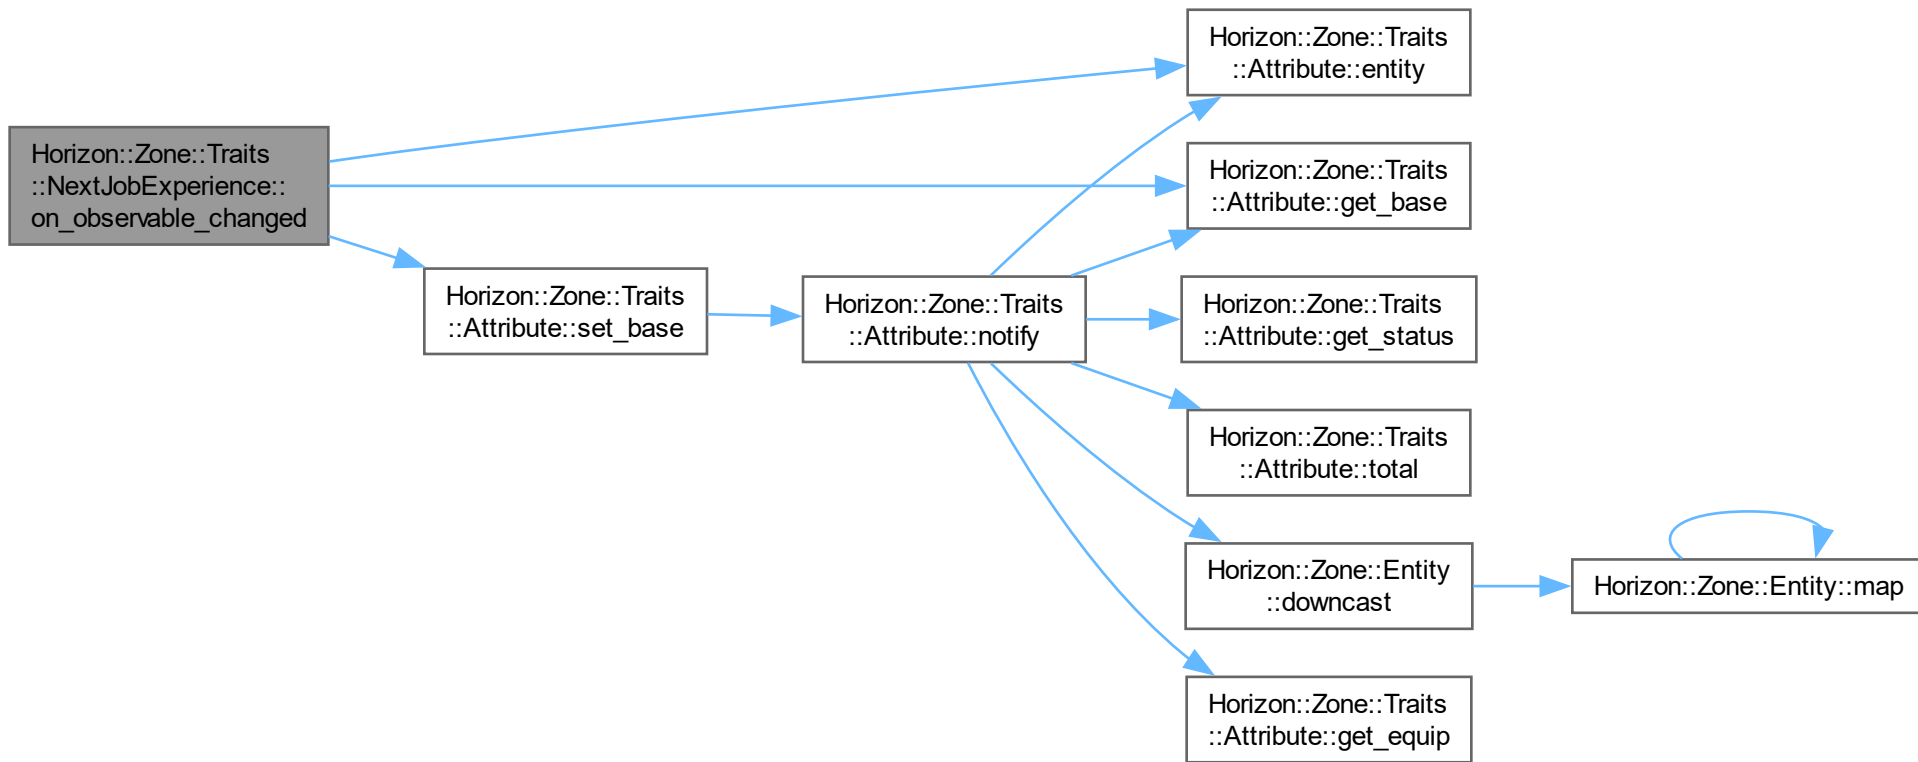 Horizon::Zone::Traits
::Attribute::entity
Horizon::Zone::Traits
::NextJobExperience::
on_observable_changed
Horizon::Zone::Traits
::Attribute::get_base
Horizon::Zone::Traits
::Attribute::set_base
Horizon::Zone::Traits
::Attribute::notify
Horizon::Zone::Traits
::Attribute::get_status
Horizon::Zone::Traits
::Attribute::total
Horizon::Zone::Entity
::downcast
Horizon::Zone::Entity::map
Horizon::Zone::Traits
::Attribute::get_equip